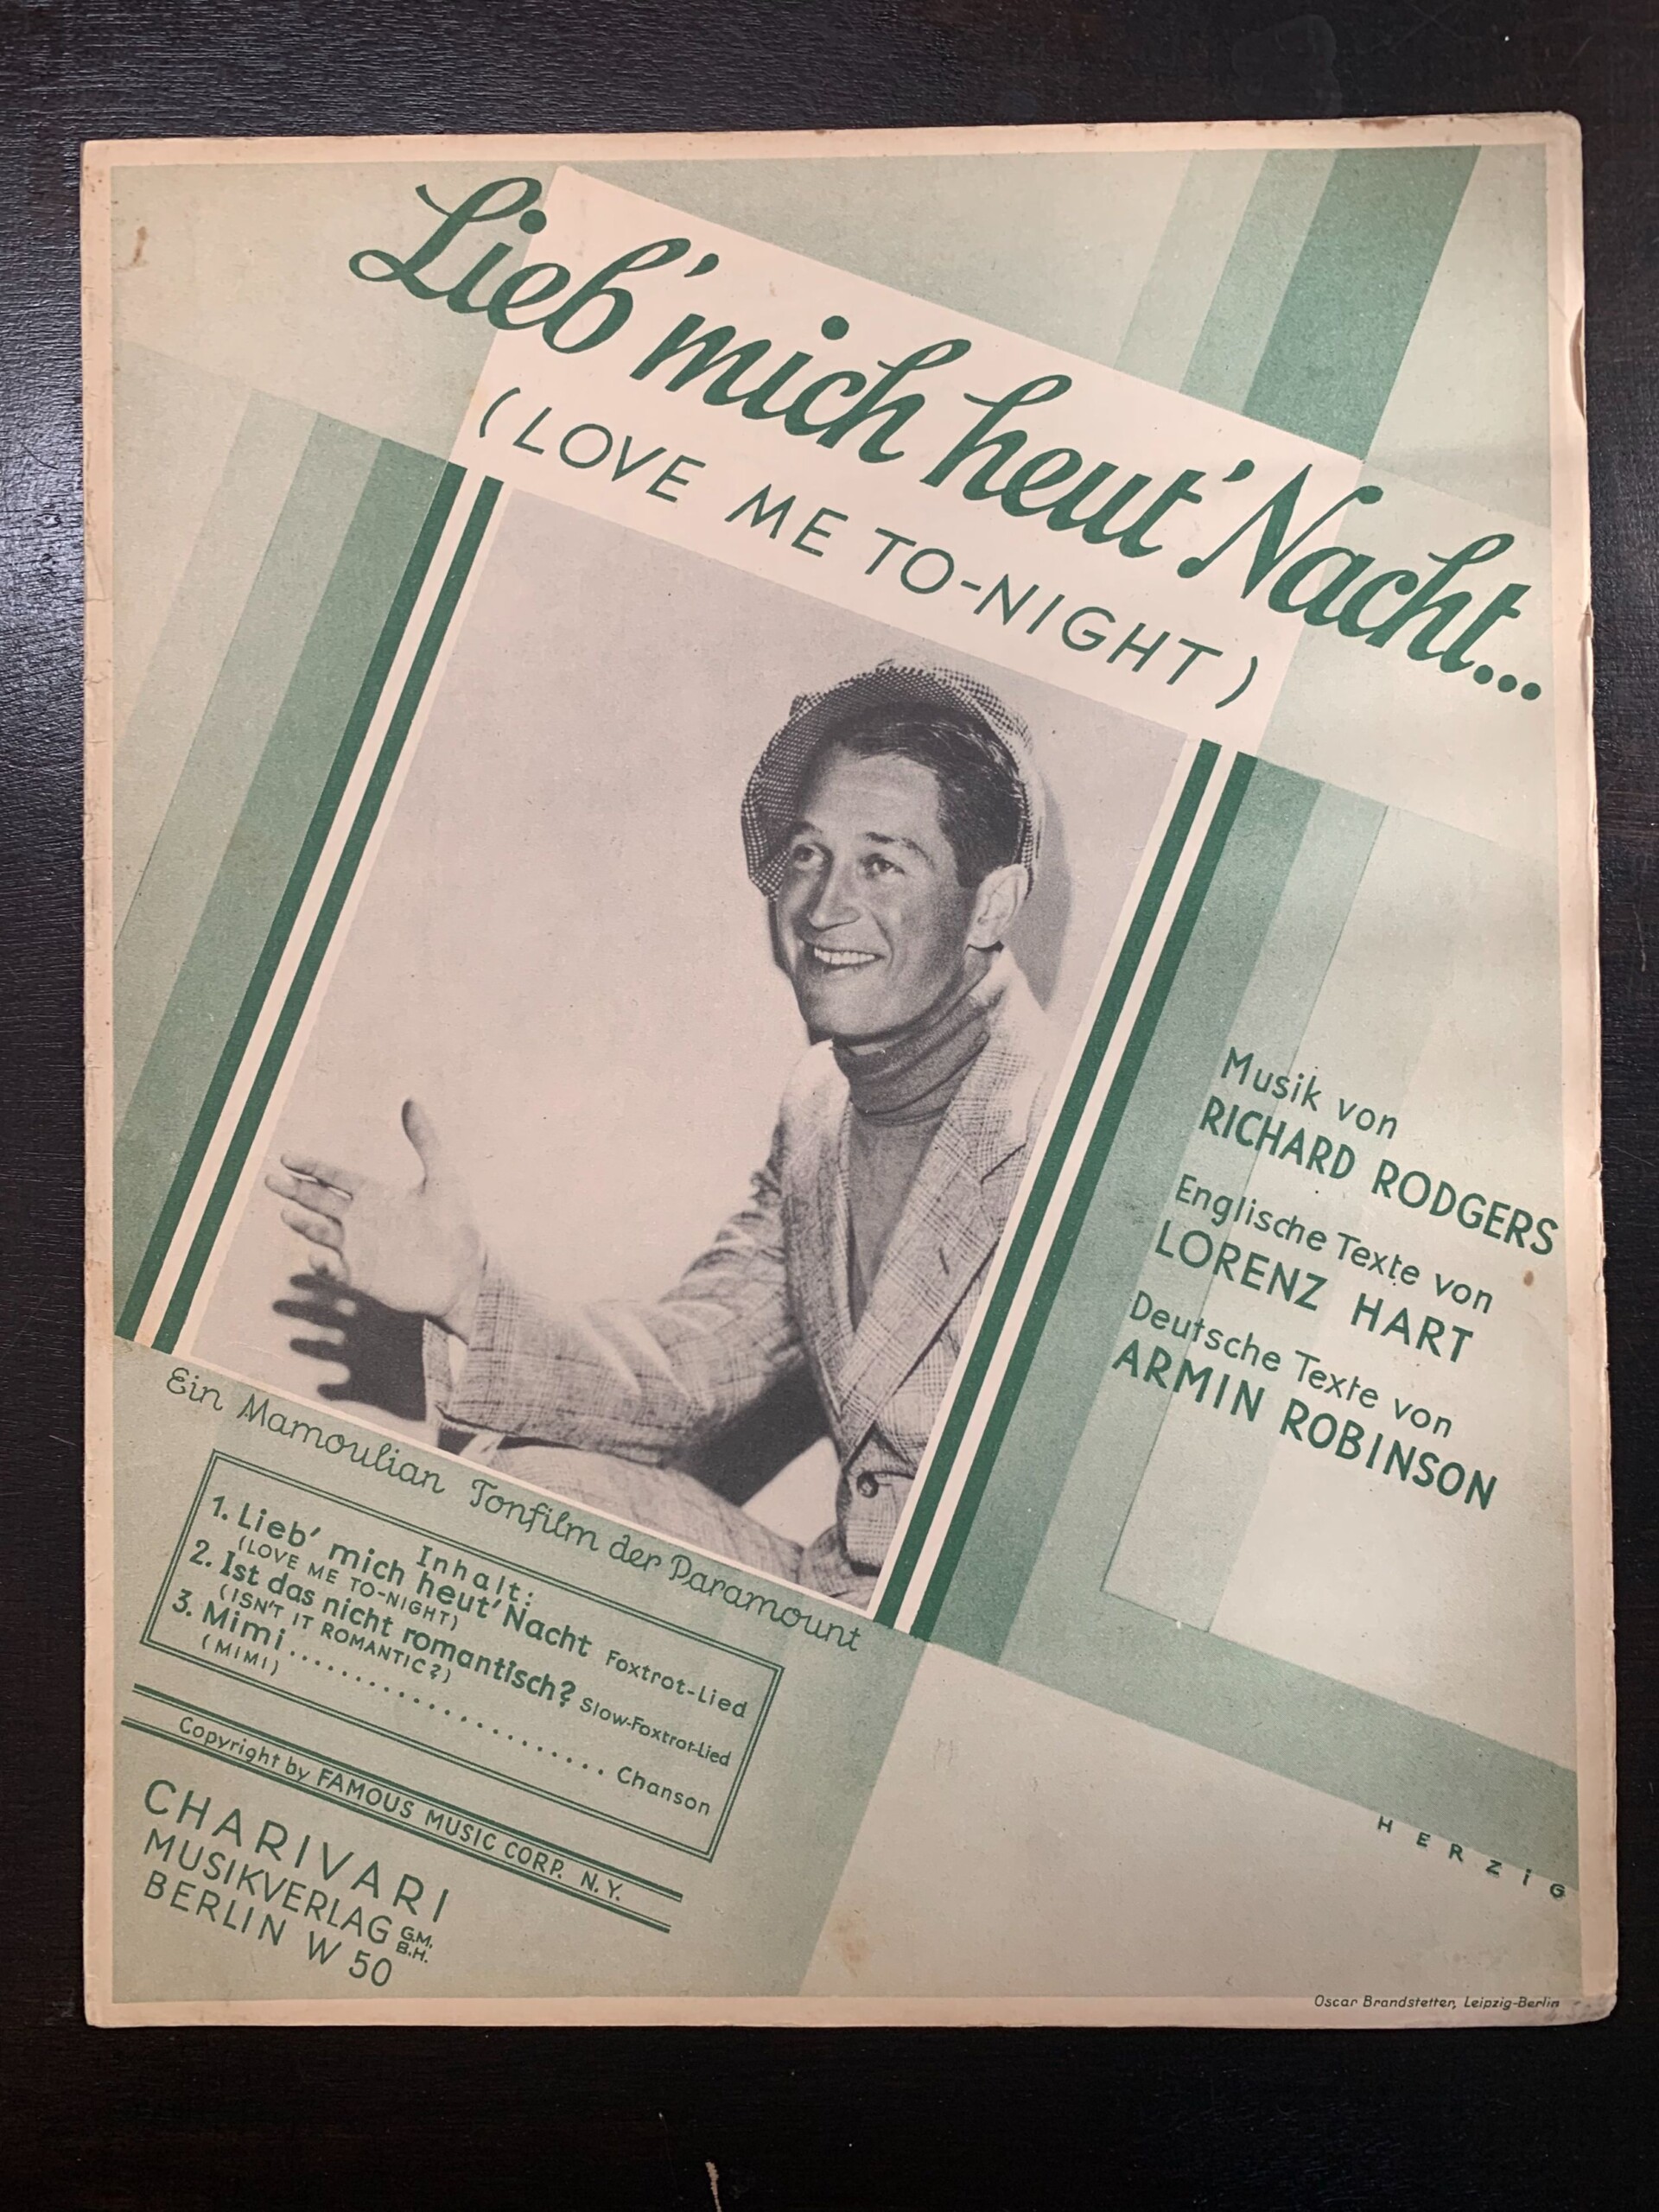 Lieb' mich heut' Nacht...
(LOVE ME TO-NIGHT)
Musik von
RICHARD RODGERS
Englische Texte von
LORENZ HART
Deutsche Texte von
ARMIN ROBINSON
Ein Mamoulian Tonfilm der Paramount
Inhalt:
1. Lieb' mich heut' Nacht Foxtrot-Lied
(LOVE ME TO-NIGHT)
2. Ist das nicht romantisch? Slow-Foxtrot-Lied
(ISN'T IT ROMANTIC?)
3. Mimi.......................... Chanson
(MIMI)
Copyright by FAMOUS MUSIC CORP. N.Y.
CHARIVARI
MUSIKVERLAG G.M.B.H.
BERLIN W 50
HERZiG
Oscar Brandstetter, Leipzig-Berlin